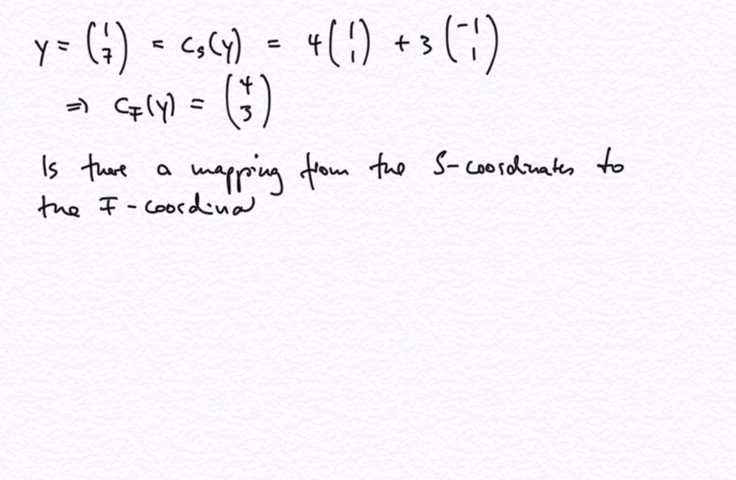 y = (1 7) = C_S(y) = 4 (1 1) + 3 (-1 1)
⇒ C_F(y) = (4 3)
Is there a mapping from the S-coordinates to
the F-coordina